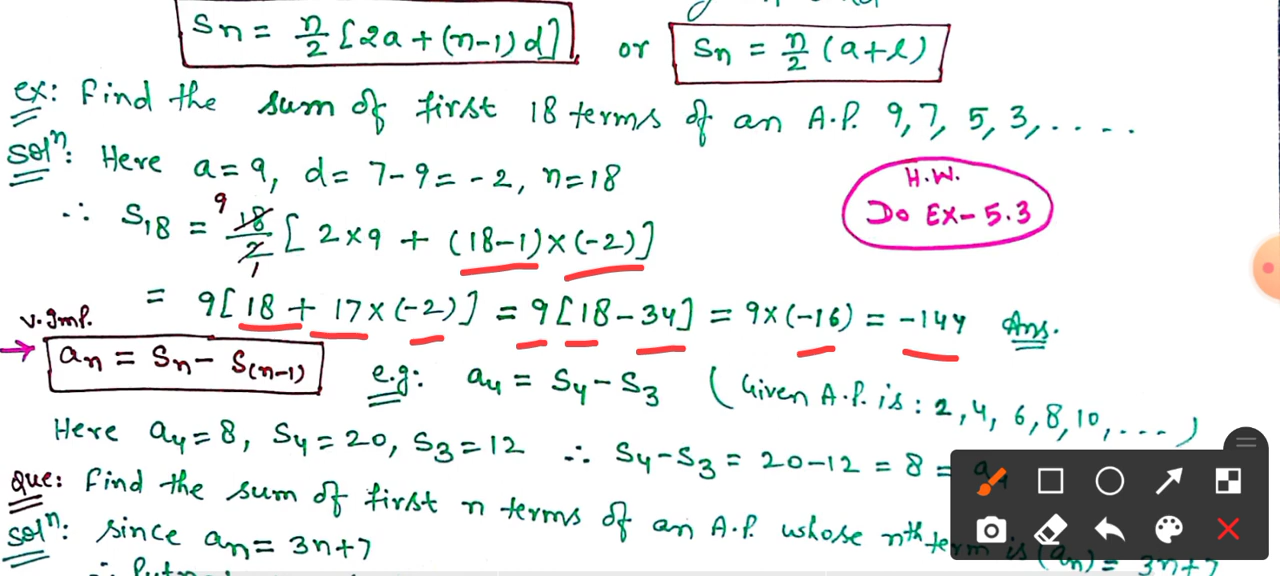 Sn = n/2 [2a + (n-1) d] or Sn = n/2 (a+l)
ex: Find the sum of first 18 terms of an A.P. 9, 7, 5, 3, ....
Solⁿ: Here a = 9, d = 7-9 = -2, n = 18
H.W.
Do EX- 5.3
∴ S18 = 9 18/2 1 [2×9 + (18-1)×(-2)]
= 9[18 + 17×(-2)] = 9[18-34] = 9×(-16) = -144 Ans.
V. Imp.
→ an = Sn - S(n-1) e.g: a4 = S4 - S3 (Given A.P. is: 2, 4, 6, 8, 10, ....)
Here a4 = 8, S4 = 20, S3 = 12 ∴ S4 - S3 = 20-12 = 8 =
Que: Find the sum of first n terms of an A.P. whose nth term is (an) = 3n+7
Solⁿ: Since an = 3n+7